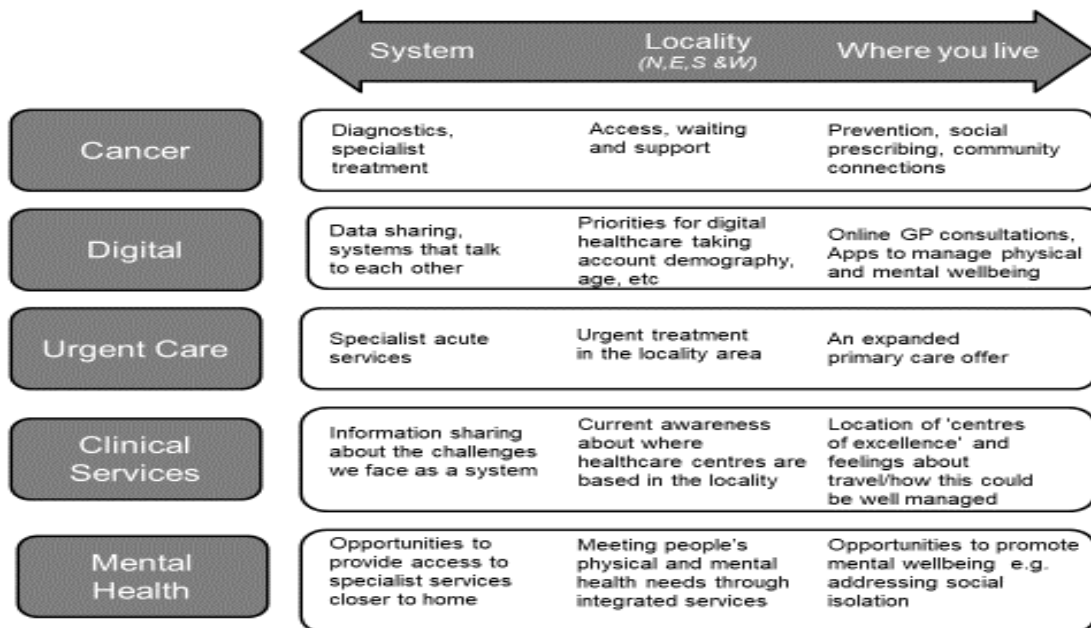 System
Locality
(N,E,S &W)
Where you live
Cancer
Diagnostics,
specialist
treatment
Access, waiting
and support
Prevention, social
prescribing, community
connections
Digital
Data sharing,
systems that talk
to each other
Priorities for digital
healthcare taking
account demography,
age, etc
Online GP consultations,
Apps to manage physical
and mental wellbeing
Urgent Care
Specialist acute
services
Urgent treatment
in the locality area
An expanded
primary care offer
Clinical
Services
Information sharing
about the challenges
we face as a system
Current awareness
about where
healthcare centres are
based in the locality
Location of 'centres
of excellence' and
feelings about
travel/how this could
be well managed
Mental
Health
Opportunities to
provide access to
specialist services
closer to home
Meeting people's
physical and mental
health needs through
integrated services
Opportunities to promote
mental wellbeing e.g.
addressing social
isolation